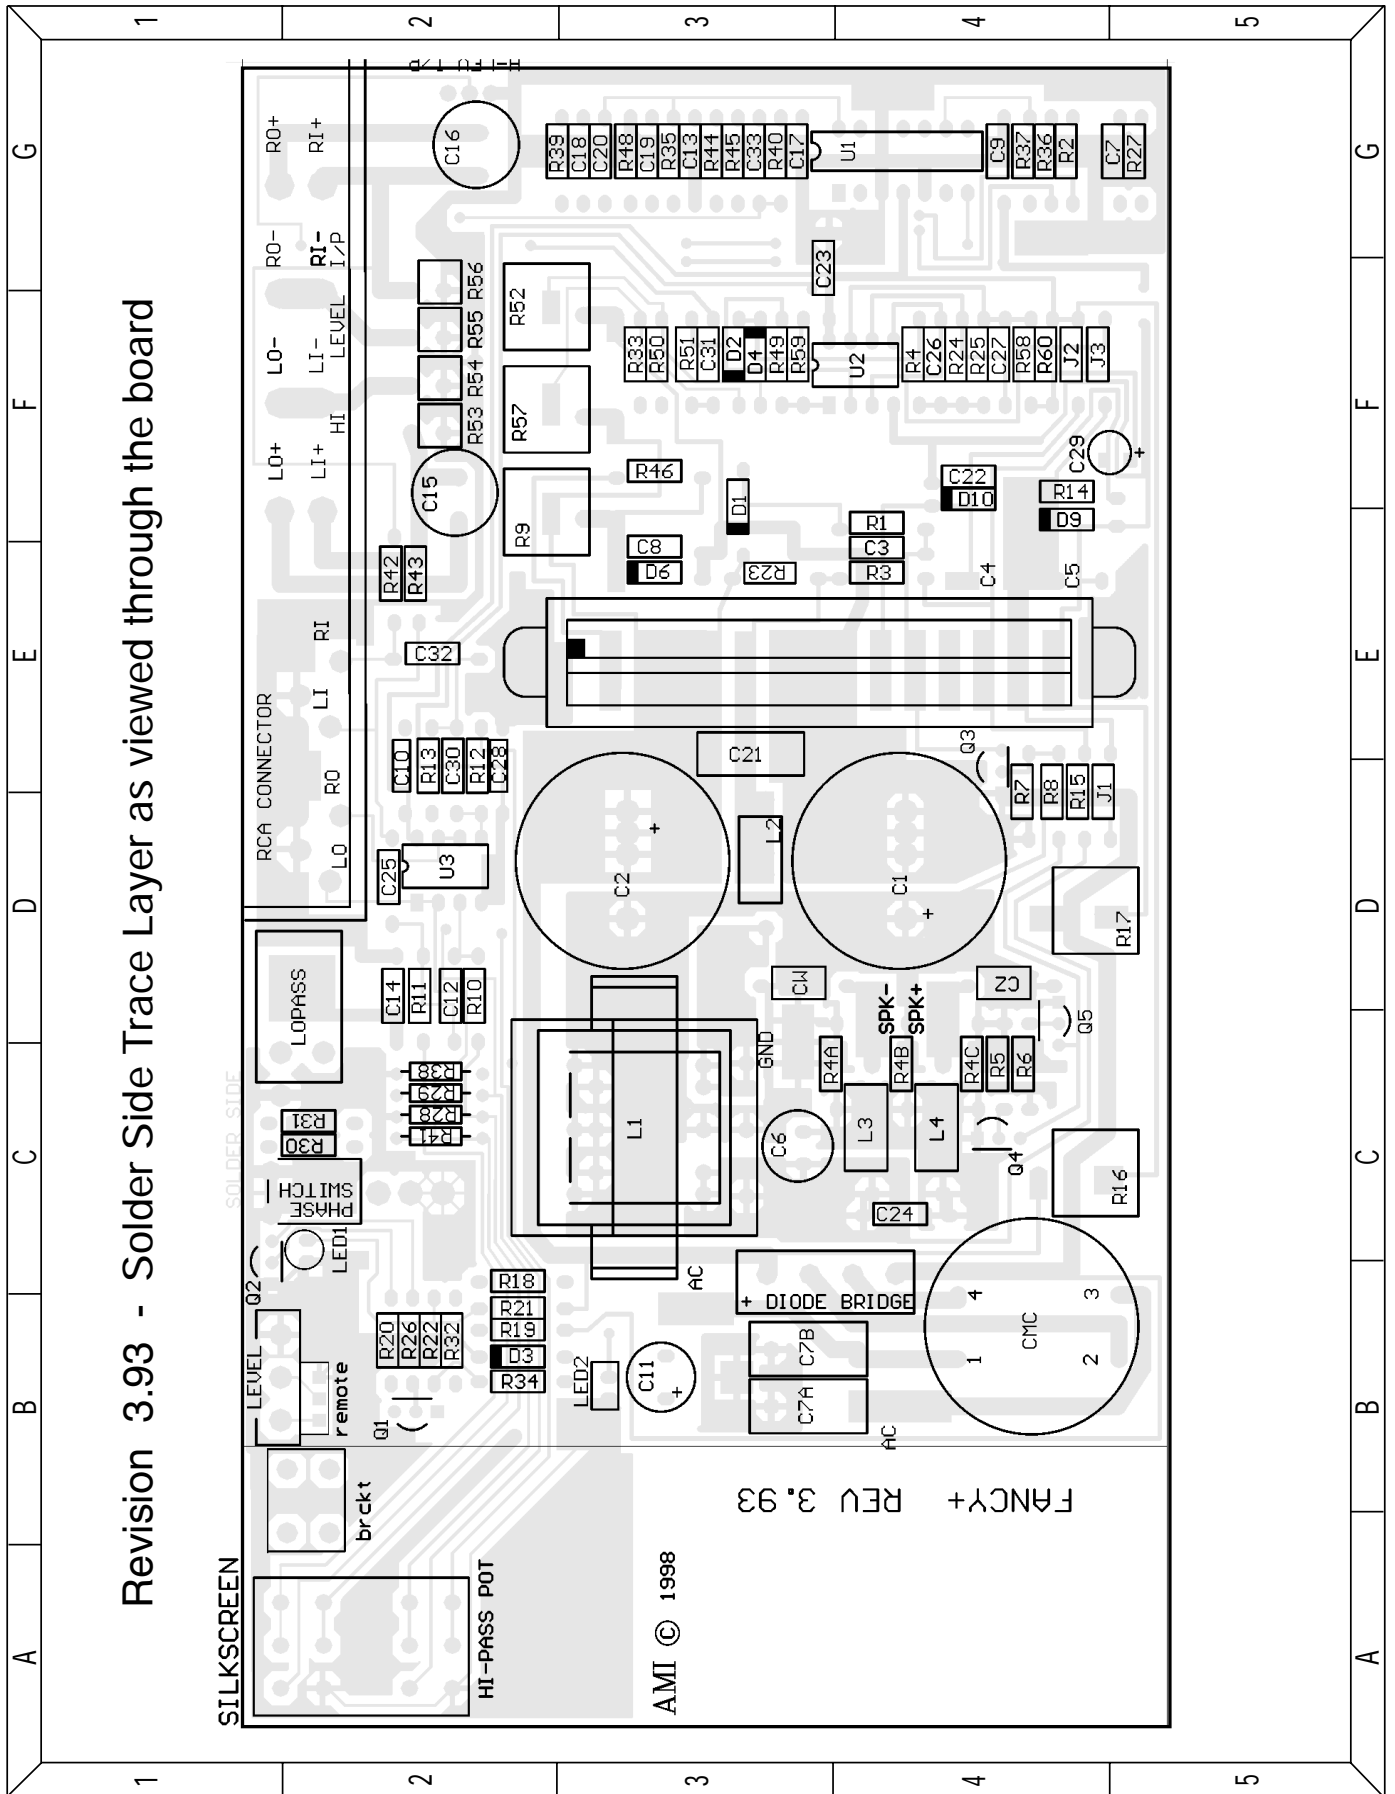 Revision 3.93 - Solder Side Trace Layer as viewed through the board
1
2
3
4
5
1
2
3
4
5
A
B
C
D
E
F
G
A
B
C
D
E
F
G
SILKSCREEN
SOLDER SIDE
HI-PASS POT
brckt
LEVEL
remote
Q2
LED1
PHASE
SWITCH
R30
R31
LOPASS
RCA CONNECTOR
LO
RO
LI
RI
LO+
LI+
LO-
LI-
HI LEVEL I/P
RO-
RI-
RO+
RI+
Q1
R20
R26
R22
R32
R41
R28
R29
R38
C14
R11
C12
R10
C25
U3
C10
R13
C30
R12
C28
C32
R42
R43
C15
R53
R54
R55
R56
C16
R34
D3
R19
R21
R18
R9
R57
R52
LED2
C11
+
AC
L1
GND
C2
+
C21
L2
C8
D6
R46
D1
R23
R33
R50
R51
C31
D2
D4
R49
R59
R39
C18
C20
R48
C19
R35
C13
R44
R45
C33
R40
C17
C7A
C7B
+ DIODE BRIDGE
AC
C6
L3
L4
C24
R4A
R4B
R4C
R5
R6
CM
SPK-
SPK+
CZ
C1
+
R1
C3
R3
C4
C5
C23
U2
R4
C26
R24
R25
C27
R58
R60
J2
J3
U1
C9
R37
R36
R2
C7
R27
CMC
1
2
3
4
Q4
Q5
R16
R17
Q3
R7
R8
R15
J1
C22
D10
R14
D9
C29
+
AMI © 1998
FANCY+ REV 3.93